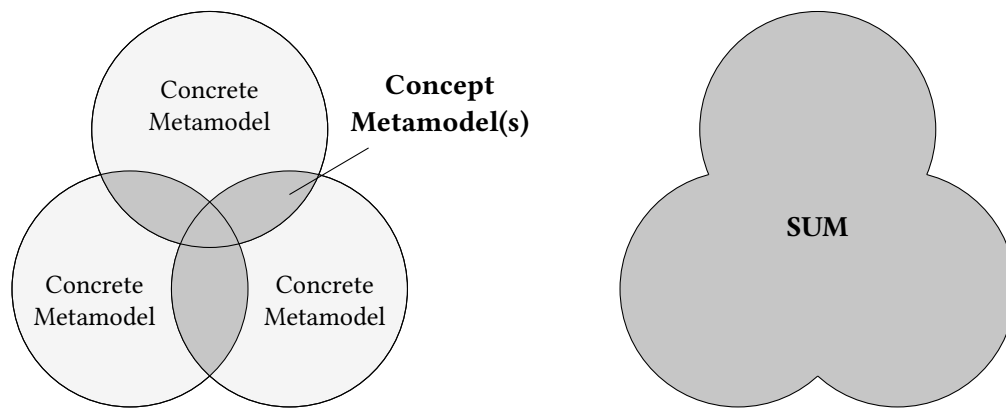 Concrete
Metamodel
Concept
Metamodel(s)
Concrete
Metamodel
Concrete
Metamodel
SUM